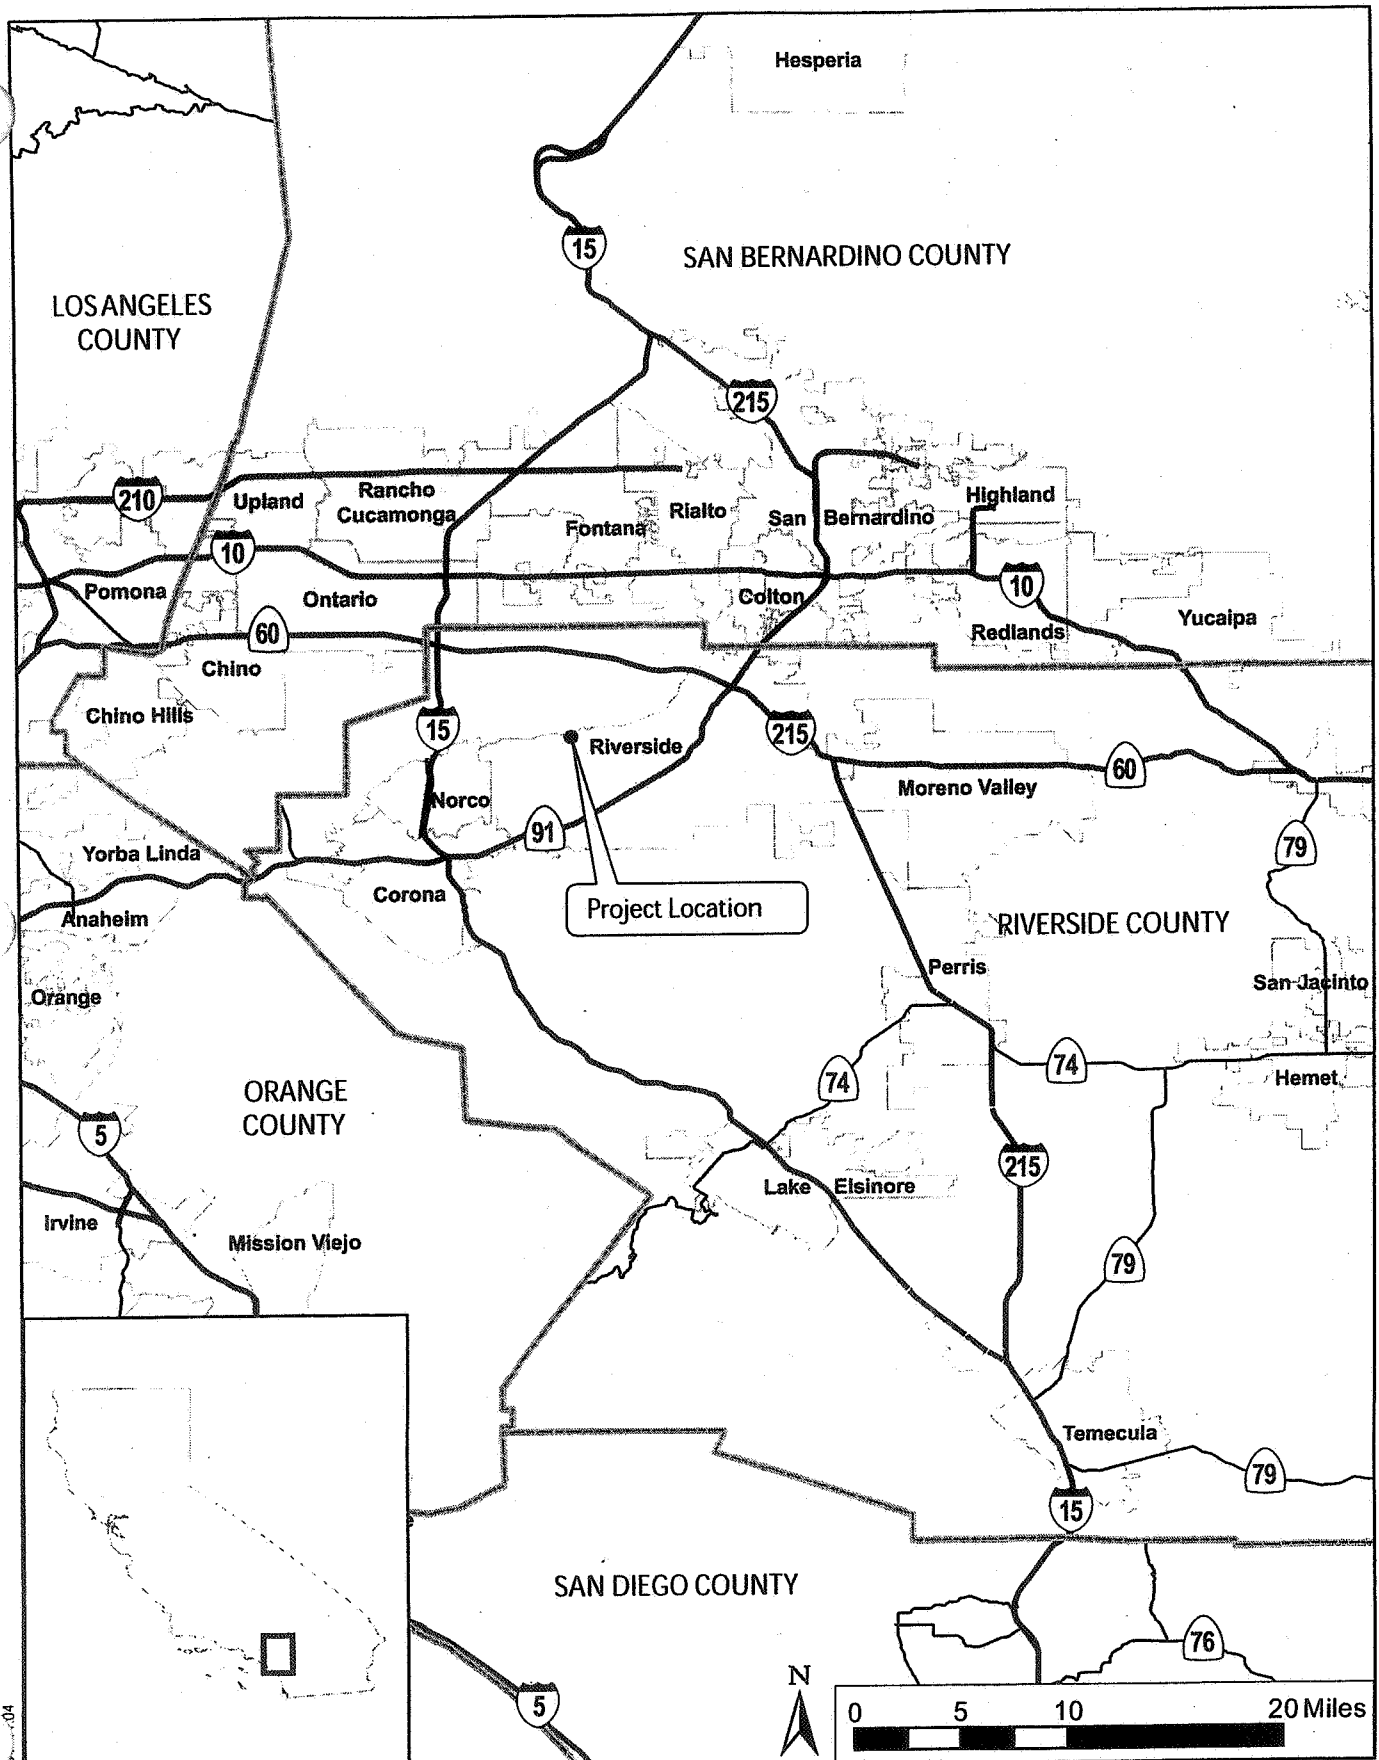 Hesperia
15
SAN BERNARDINO COUNTY
LOS ANGELES
COUNTY
215
210
Upland
Rancho
Cucamonga
Highland
Rialto
San Bernardino
Fontana
10
Pomona
Ontario
Colton
10
60
Redlands
Yucaipa
Chino
Chino Hills
15
Riverside
215
60
Moreno Valley
Norco
91
79
Yorba Linda
Corona
Project Location
Anaheim
RIVERSIDE COUNTY
Perris
San Jacinto
Orange
74
74
Hemet
ORANGE
COUNTY
5
215
Lake Elsinore
Irvine
Mission Viejo
79
Temecula
79
15
SAN DIEGO COUNTY
76
N
5
0 5 10 20 Miles